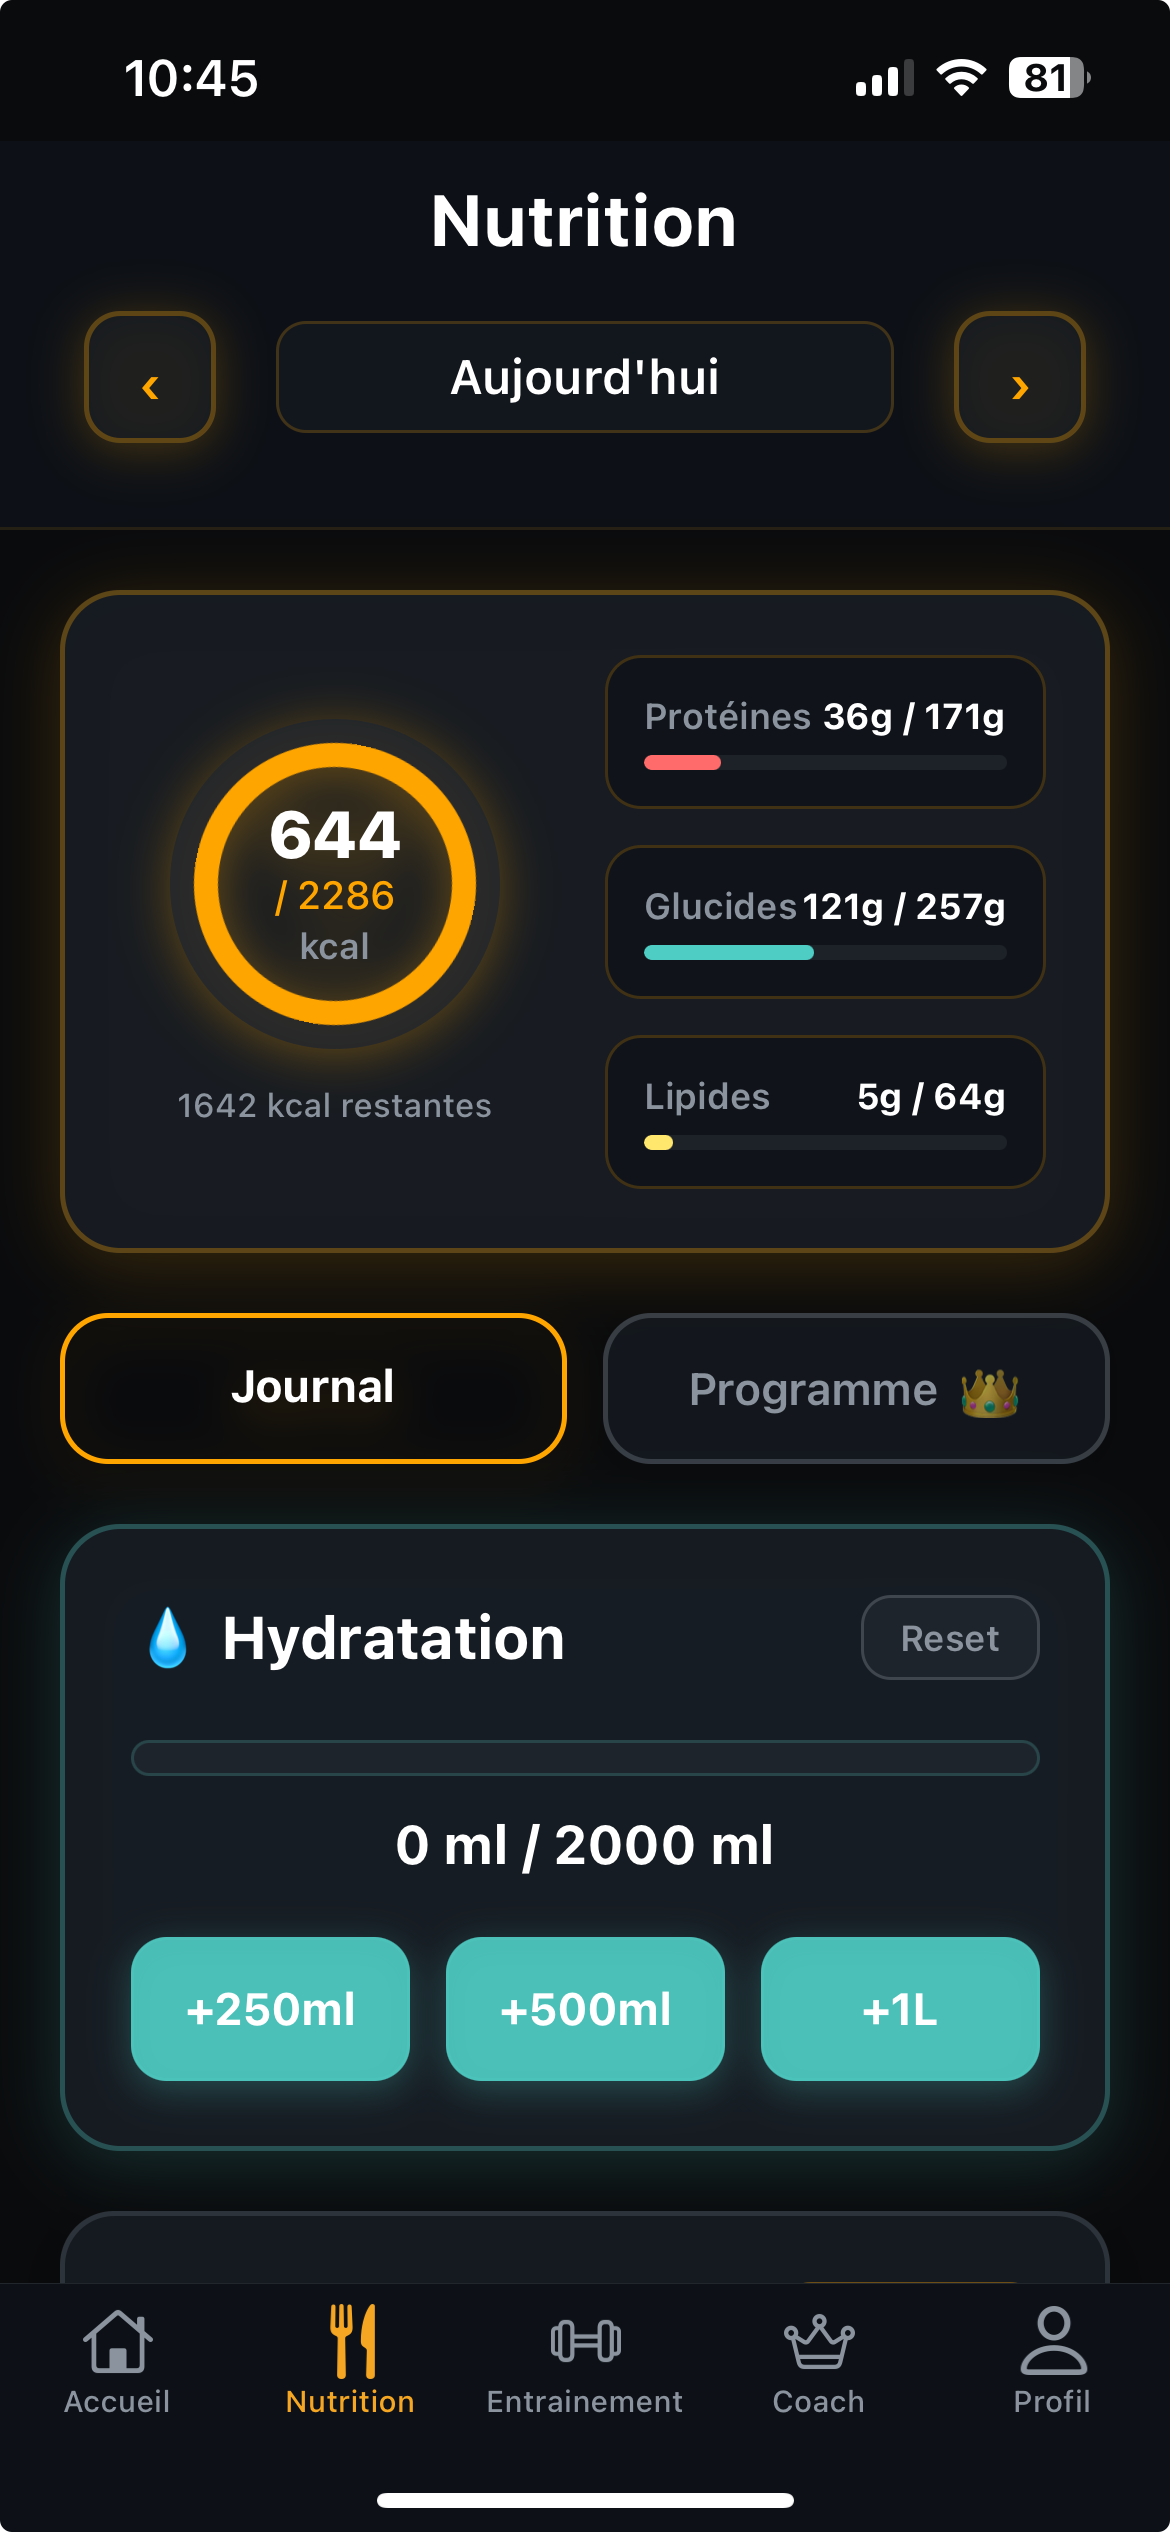 10:45
81
Nutrition
‹
Aujourd'hui
›
644
/ 2286
kcal
1642 kcal restantes
Protéines 36g / 171g
Glucides 121g / 257g
Lipides 5g / 64g
Journal
Programme
Hydratation
Reset
0 ml / 2000 ml
+250ml
+500ml
+1L
Accueil
Nutrition
Entrainement
Coach
Profil